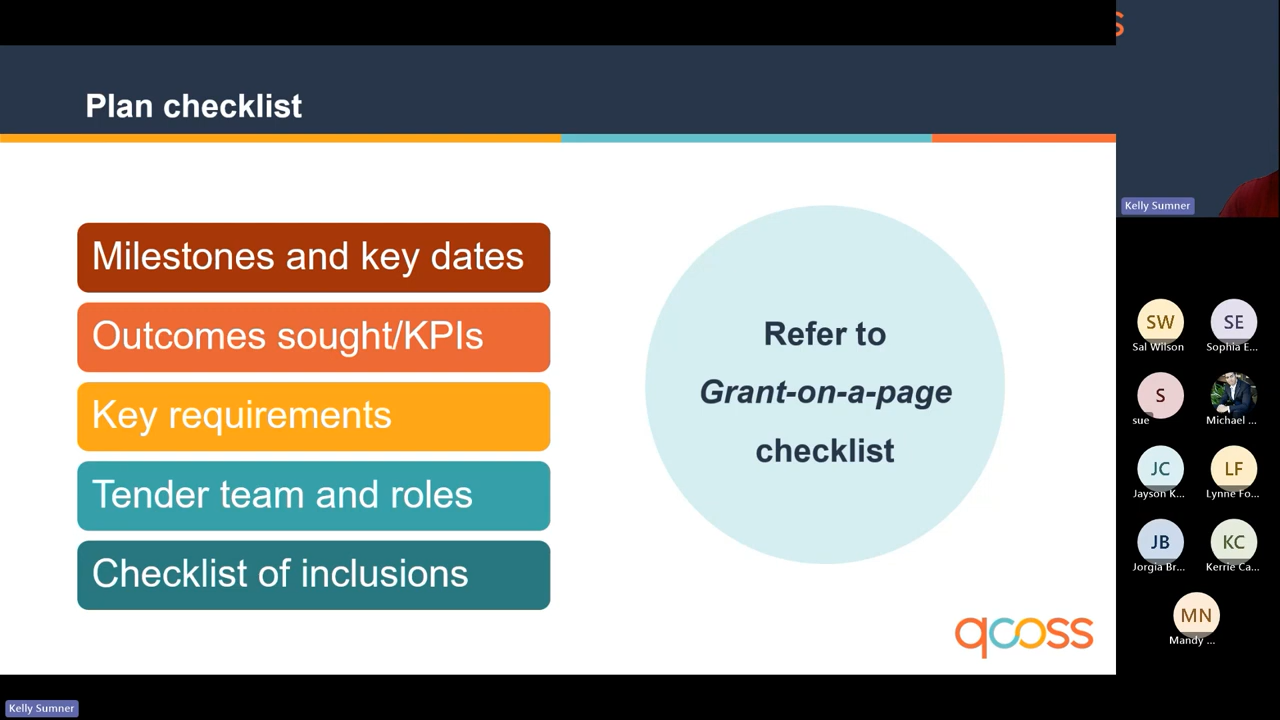 Plan checklist
Milestones and key dates
Outcomes sought/KPIs
Key requirements
Tender team and roles
Checklist of inclusions
Refer to
Grant-on-a-page
checklist
qcoss
Kelly Sumner
s
Kelly Sumner
SW
Sal Wilson
SE
Sophia E...
S
sue
Michael ...
JC
Jayson K...
LF
Lynne Fo...
JB
Jorgia Br...
KC
Kerrie Ca...
MN
Mandy ...